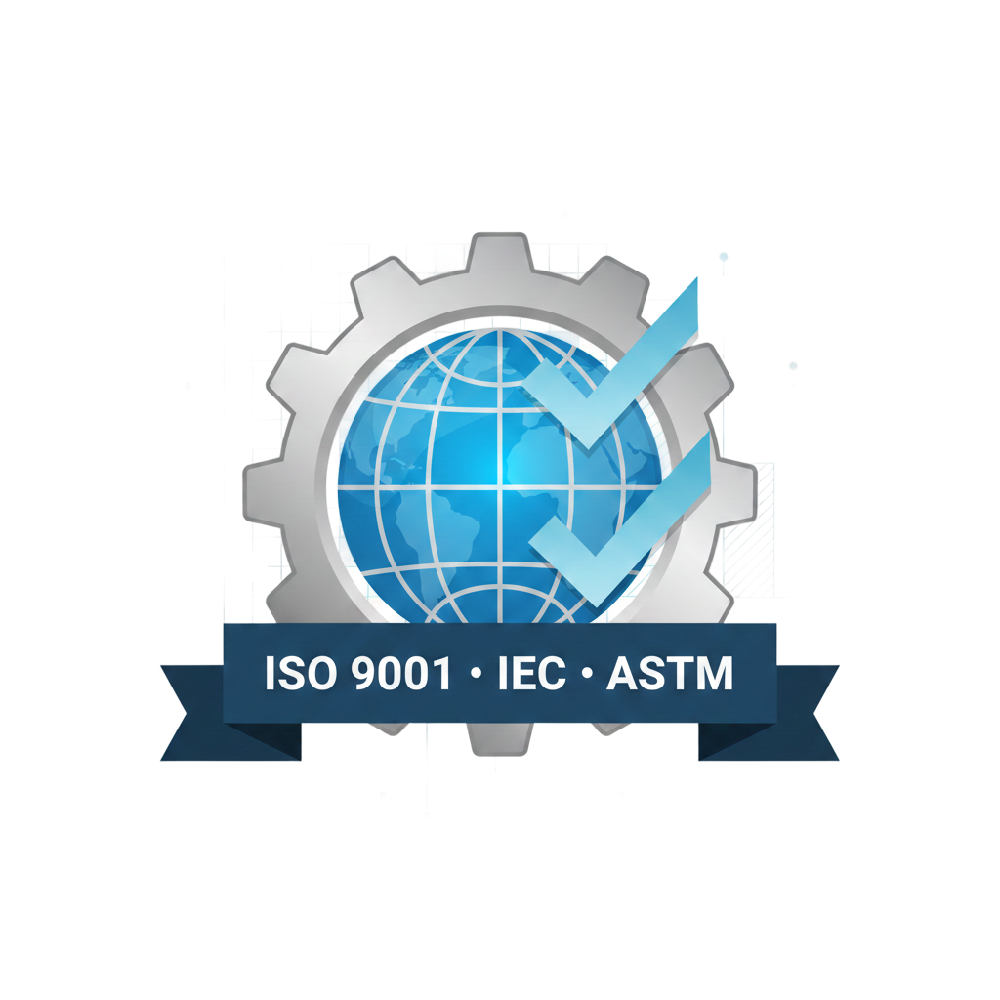 ISO 9001 • IEC • ASTM